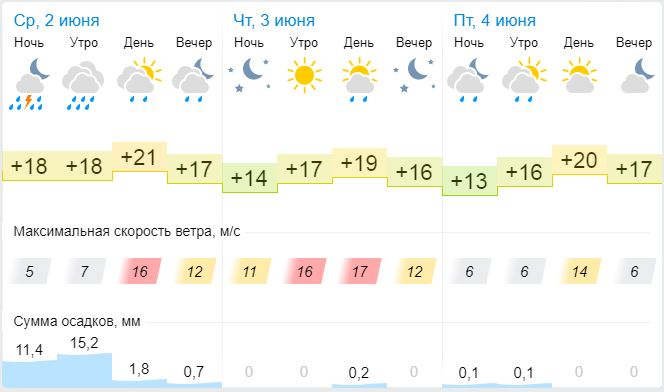 Ср, 2 июня Чт, 3 июня Пт, 4 июня
Ночь Утро День Вечер Ночь Утро День Вечер Ночь Утро День Вечер
+18 +18 +21 +17 +14 +17 +19 +16 +13 +16 +20 +17
Максимальная скорость ветра, м/с
5 7 16 12 11 16 17 12 6 6 14 6
Сумма осадков, мм
11,4 15,2 1,8 0,7 0 0 0,2 0 0,1 0,1 0 0